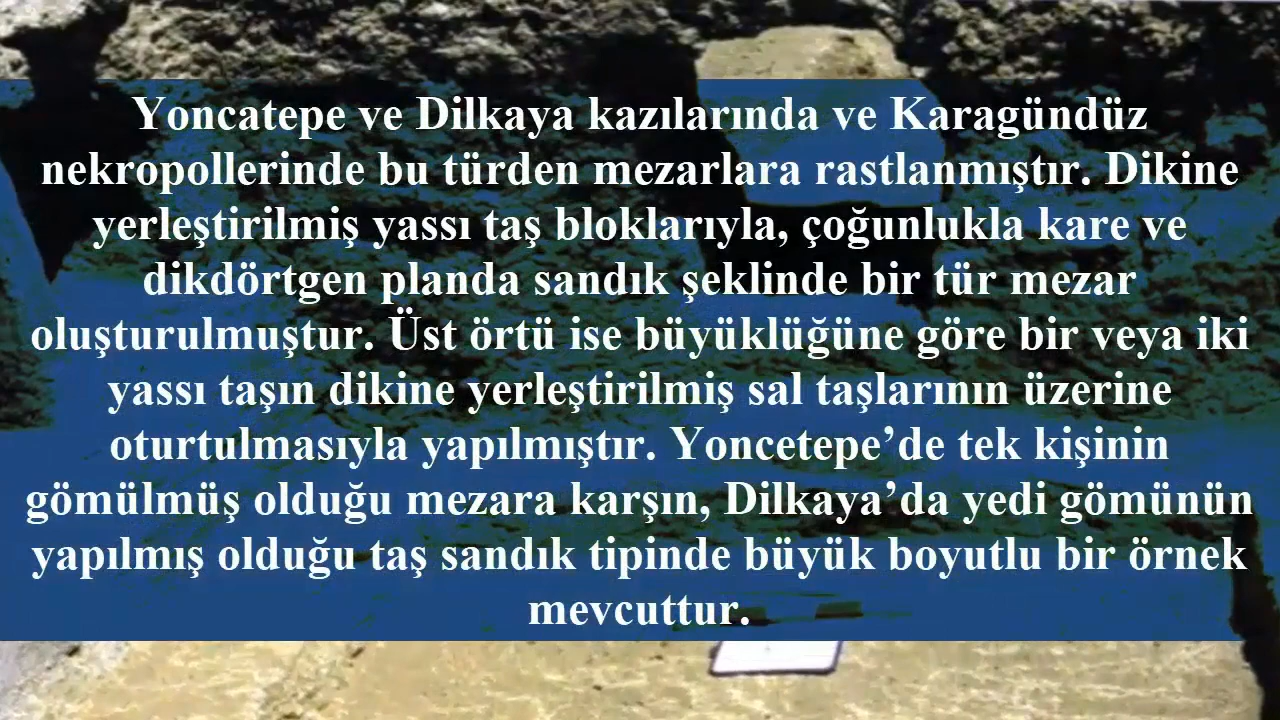 Yoncatepe ve Dilkaya kazılarında ve Karagündüz
nekropollerinde bu türden mezarlara rastlanmıştır. Dikine
yerleştirilmiş yassı taş bloklarıyla, çoğunlukla kare ve
dikdörtgen planda sandık şeklinde bir tür mezar
oluşturulmuştur. Üst örtü ise büyüklüğüne göre bir veya iki
yassı taşın dikine yerleştirilmiş sal taşlarının üzerine
oturtulmasıyla yapılmıştır. Yoncetepe’de tek kişinin
gömülmüş olduğu mezara karşın, Dilkaya’da yedi gömünün
yapılmış olduğu taş sandık tipinde büyük boyutlu bir örnek
mevcuttur.